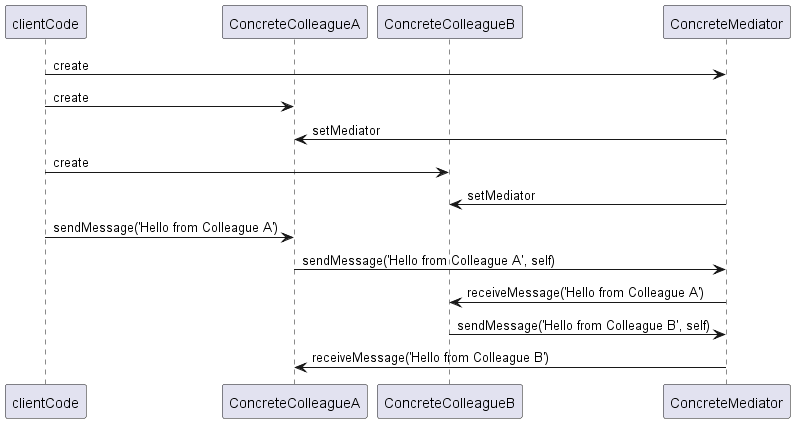 clientCode
ConcreteColleagueA
ConcreteColleagueB
ConcreteMediator
create
create
setMediator
create
setMediator
sendMessage('Hello from Colleague A')
sendMessage('Hello from Colleague A', self)
receiveMessage('Hello from Colleague A')
sendMessage('Hello from Colleague B', self)
receiveMessage('Hello from Colleague B')
clientCode
ConcreteColleagueA
ConcreteColleagueB
ConcreteMediator